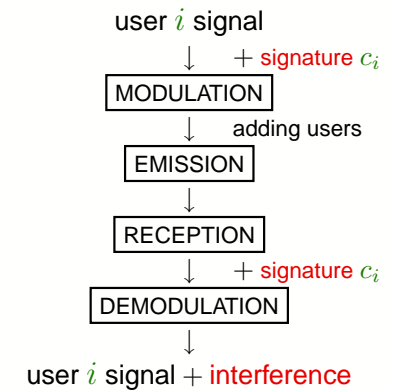 user i signal
+ signature cᵢ
MODULATION
adding users
EMISSION
RECEPTION
+ signature cᵢ
DEMODULATION
user i signal + interference